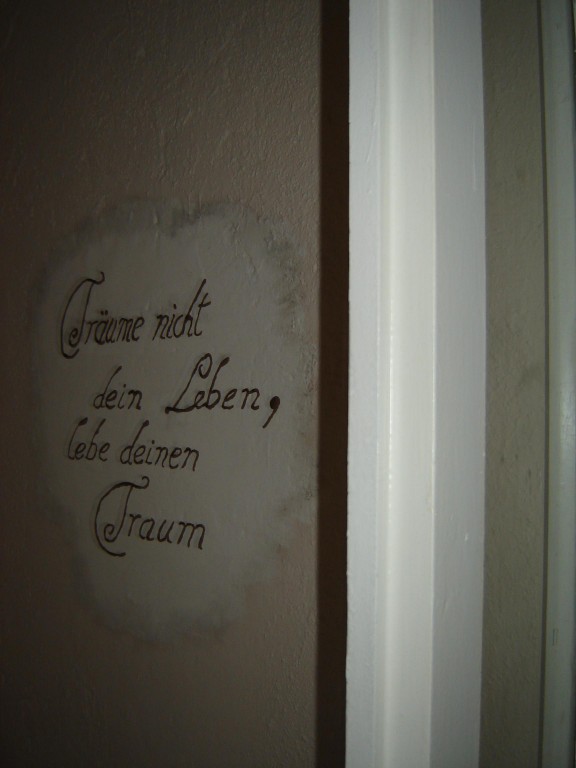 Träume nicht
dein Leben,
lebe deinen
Traum